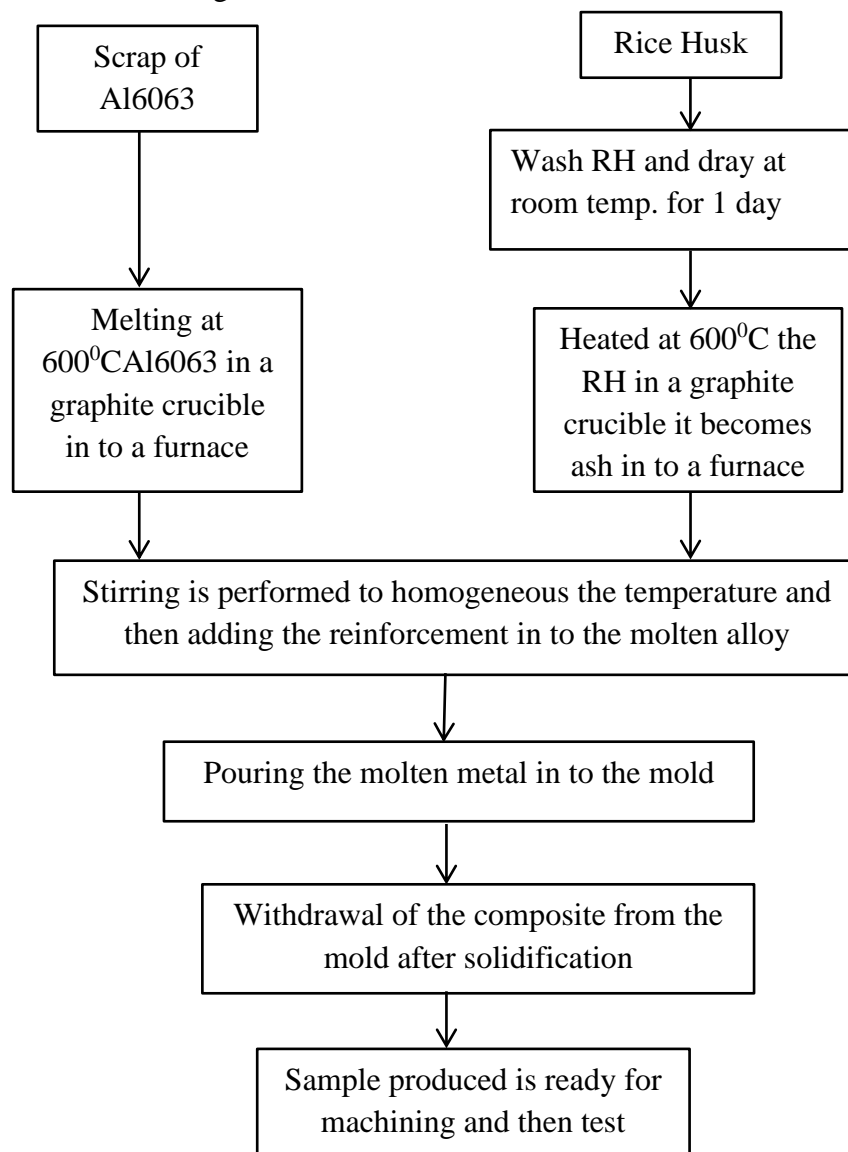 Scrap of
Al6063
Rice Husk
Wash RH and dray at
room temp. for 1 day
Melting at
600⁰CAl6063 in a
graphite crucible
in to a furnace
Heated at 600⁰C the
RH in a graphite
crucible it becomes
ash in to a furnace
Stirring is performed to homogeneous the temperature and
then adding the reinforcement in to the molten alloy
Pouring the molten metal in to the mold
Withdrawal of the composite from the
mold after solidification
Sample produced is ready for
machining and then test